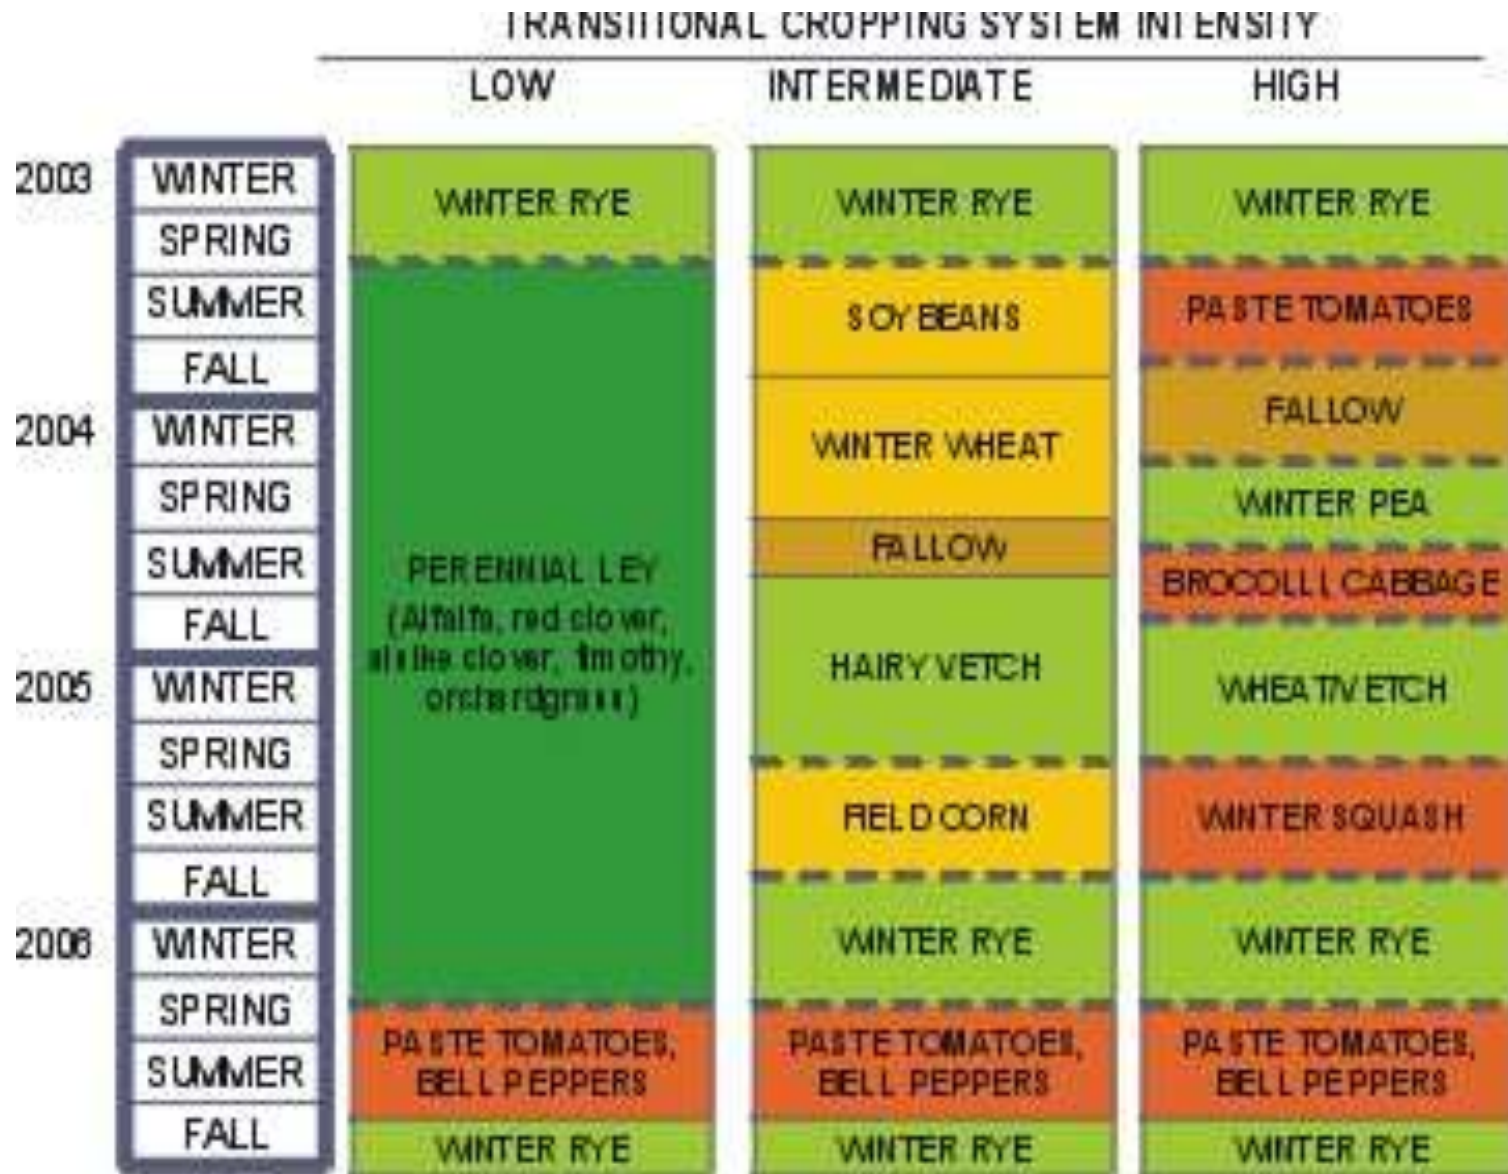 TRANSITIONAL CROPPING SYSTEM INTENSITY
LOW INTERMEDIATE HIGH
2003
WINTER
SPRING
SUMMER
FALL
2004
WINTER
SPRING
SUMMER
FALL
2005
WINTER
SPRING
SUMMER
FALL
2006
WINTER
SPRING
SUMMER
FALL
WINTER RYE
PERENNIAL LEY
(Alfalfa, red clover,
alsike clover, timothy,
orchardgrass)
PASTE TOMATOES,
BELL PEPPERS
WINTER RYE
WINTER RYE
SOYBEANS
WINTER WHEAT
FALLOW
HAIRY VETCH
FIELD CORN
WINTER RYE
PASTE TOMATOES,
BELL PEPPERS
WINTER RYE
WINTER RYE
PASTE TOMATOES
FALLOW
WINTER PEA
BROCOLLI, CABBAGE
WHEAT/VETCH
WINTER SQUASH
WINTER RYE
PASTE TOMATOES,
BELL PEPPERS
WINTER RYE